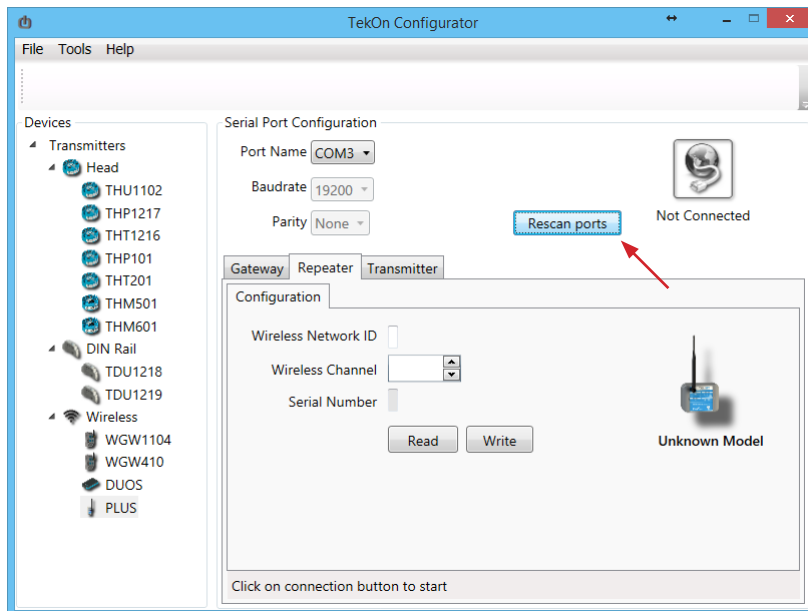 TekOn Configurator
File Tools Help
Devices
Transmitters
Head
THU1102
THP1217
THT1216
THP101
THT201
THM501
THM601
DIN Rail
TDU1218
TDU1219
Wireless
WGW1104
WGW410
DUOS
PLUS
Serial Port Configuration
Port Name COM3
Baudrate 19200
Parity None
Rescan ports
Not Connected
Gateway Repeater Transmitter
Configuration
Wireless Network ID
Wireless Channel
Serial Number
Read Write
Unknown Model
Click on connection button to start